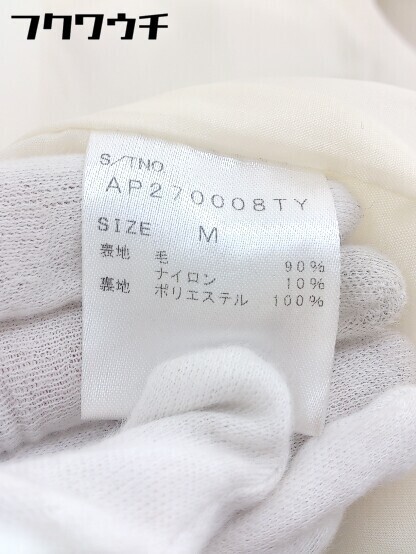 フクワウチ
S/TNO
AP270008TY
SIZE M
表地 毛 90%
ナイロン 10%
裏地 ポリエステル 100%